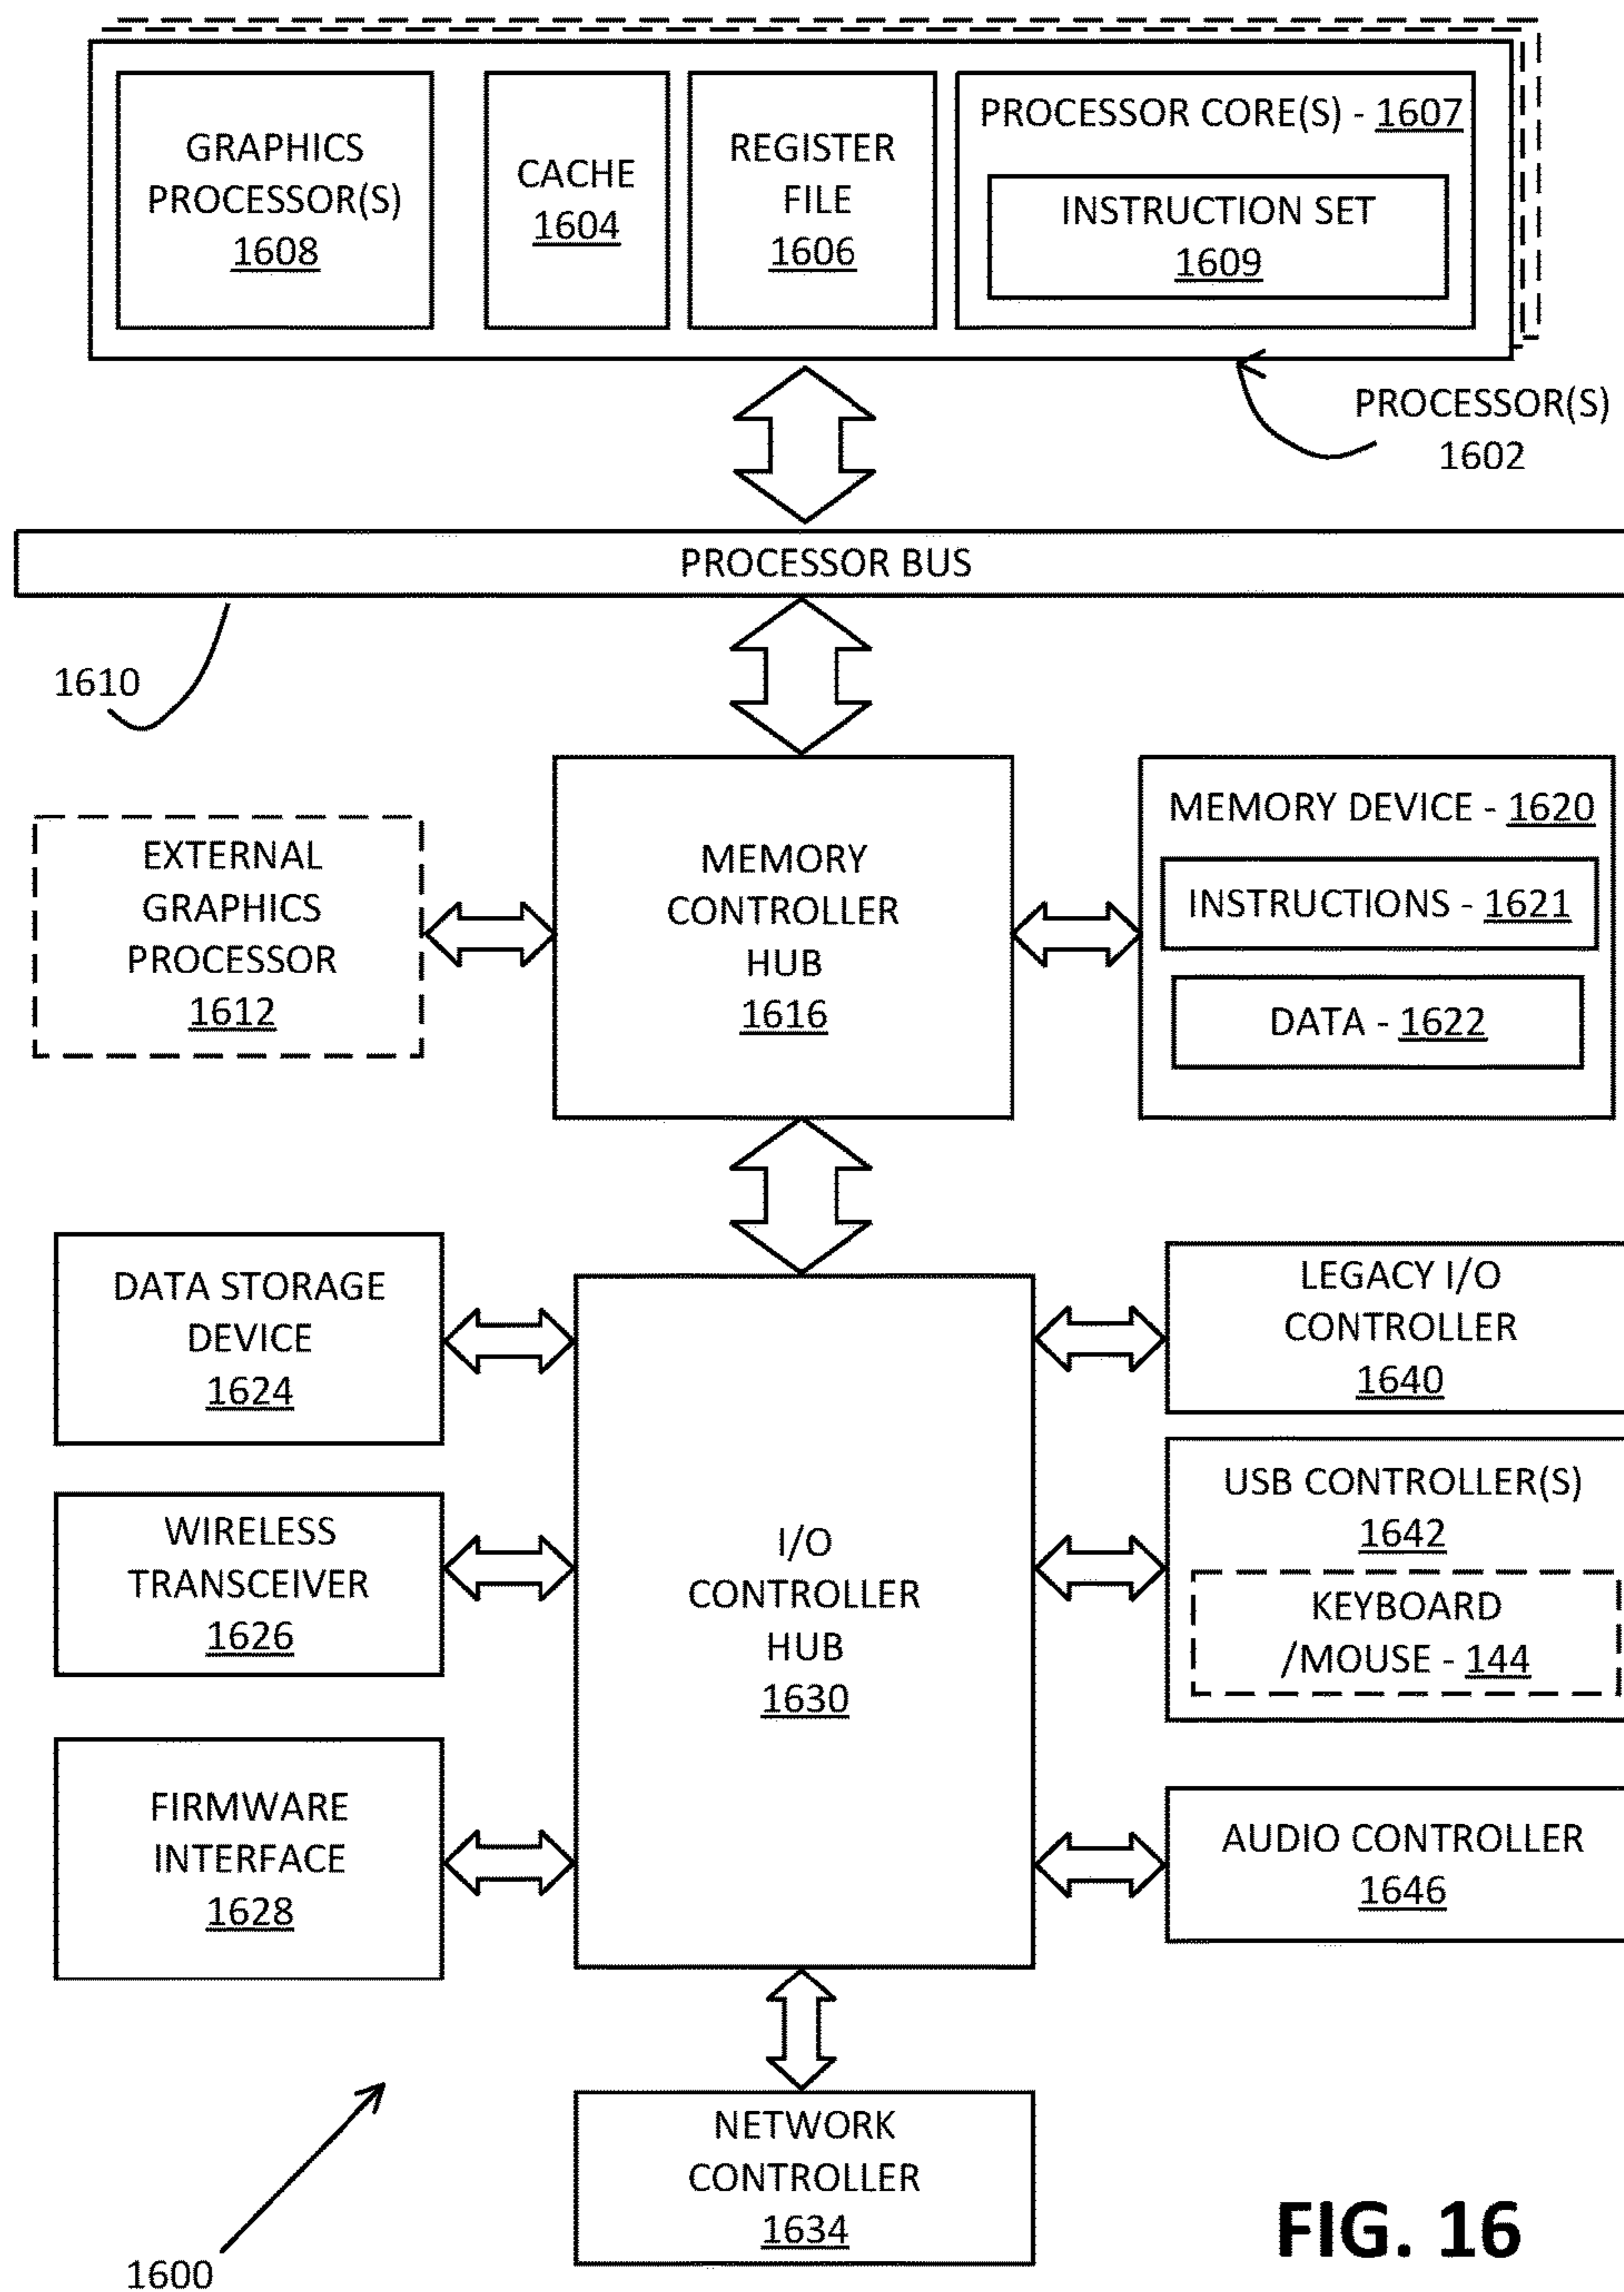 GRAPHICS
PROCESSOR(S)
1608
CACHE
1604
REGISTER
FILE
1606
PROCESSOR CORE(S) - 1607
INSTRUCTION SET
1609
PROCESSOR(S)
1602
PROCESSOR BUS
1610
EXTERNAL
GRAPHICS
PROCESSOR
1612
MEMORY
CONTROLLER
HUB
1616
MEMORY DEVICE - 1620
INSTRUCTIONS - 1621
DATA - 1622
DATA STORAGE
DEVICE
1624
WIRELESS
TRANSCEIVER
1626
FIRMWARE
INTERFACE
1628
I/O
CONTROLLER
HUB
1630
LEGACY I/O
CONTROLLER
1640
USB CONTROLLER(S)
1642
KEYBOARD
/MOUSE - 144
AUDIO CONTROLLER
1646
NETWORK
CONTROLLER
1634
1600
FIG. 16